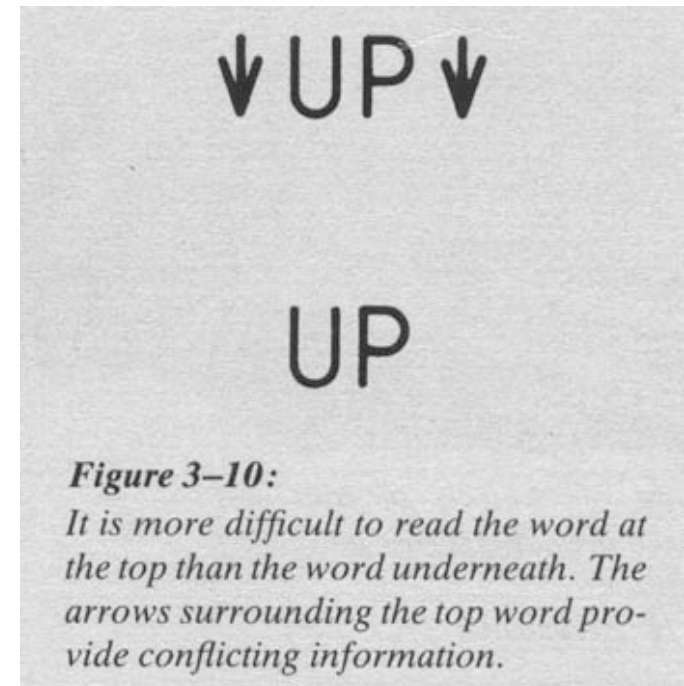 ↓UP↓
UP
Figure 3–10:
It is more difficult to read the word at
the top than the word underneath. The
arrows surrounding the top word pro-
vide conflicting information.